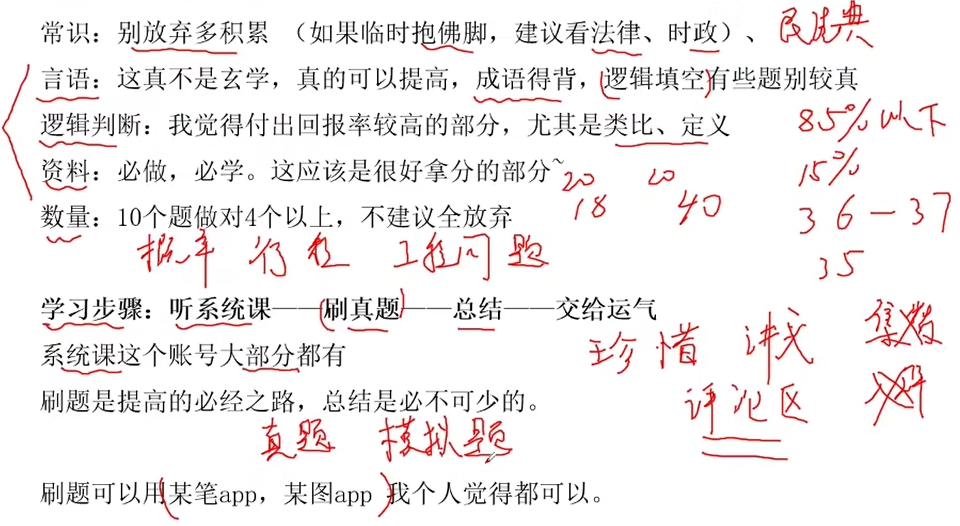 常识：别放弃多积累 （如果临时抱佛脚，建议看法律、时政）、 民法典
言语：这真不是玄学，真的可以提高，成语得背，逻辑填空有些题别较真
逻辑判断：我觉得付出回报率较高的部分，尤其是类比、定义 85%以下
资料：必做，必学。这应该是很好拿分的部分~ 15%
20 20
18 40
数量：10个题做对4个以上，不建议全放弃 36－37
概率 行程 工程问题 35
学习步骤：听系统课——刷真题——总结——交给运气
珍惜 讲义
系统课这个账号大部分都有
刷题是提高的必经之路，总结是必不可少的。 评论区
真题 模拟题
刷题可以用某笔app，某图app 我个人觉得都可以。